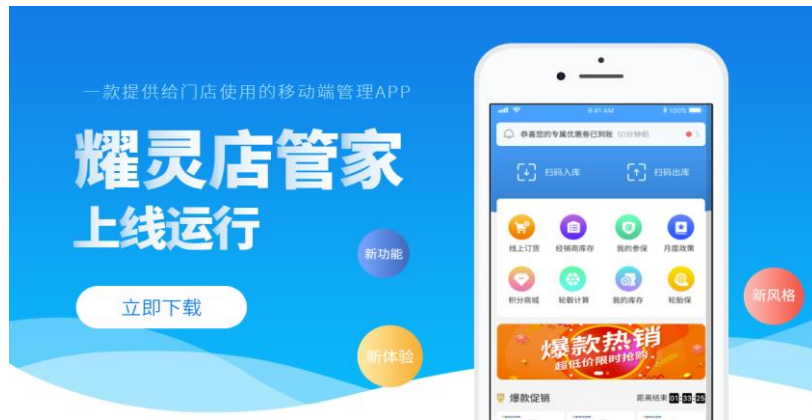 一款提供给门店使用的移动端管理APP
耀灵店管家
上线运行
立即下载
新功能
新体验
新风格
9:41 AM
100%
恭喜您的专属优惠券已到账 50分钟前
扫码入库
扫码出库
线上订货
经销商库存
我的参保
月度政策
积分商城
轮毂计算
我的库存
轮胎保
爆款热销
超低价限时抢购
爆款促销
距离结束 01:33:25